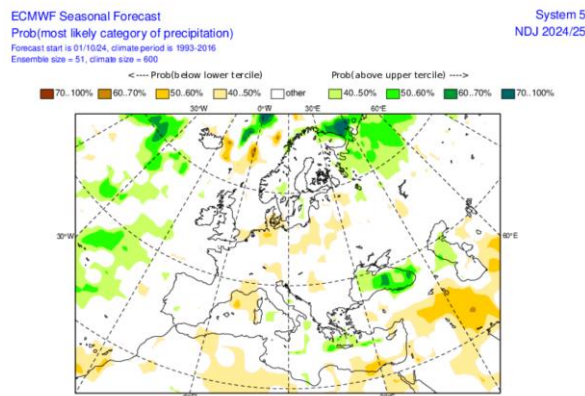 ECMWF Seasonal Forecast
System 5
Prob(most likely category of precipitation)
NDJ 2024/25
Forecast start is 01/10/24, climate period is 1993-2016
Ensemble size = 51, climate size = 600
<---- Prob(below lower tercile)
Prob(above upper tercile) ---->
70..100%
60..70%
50..60%
40..50%
other
40..50%
50..60%
60..70%
70..100%
30°W
0°W
30°E
60°E
30°W
60°E